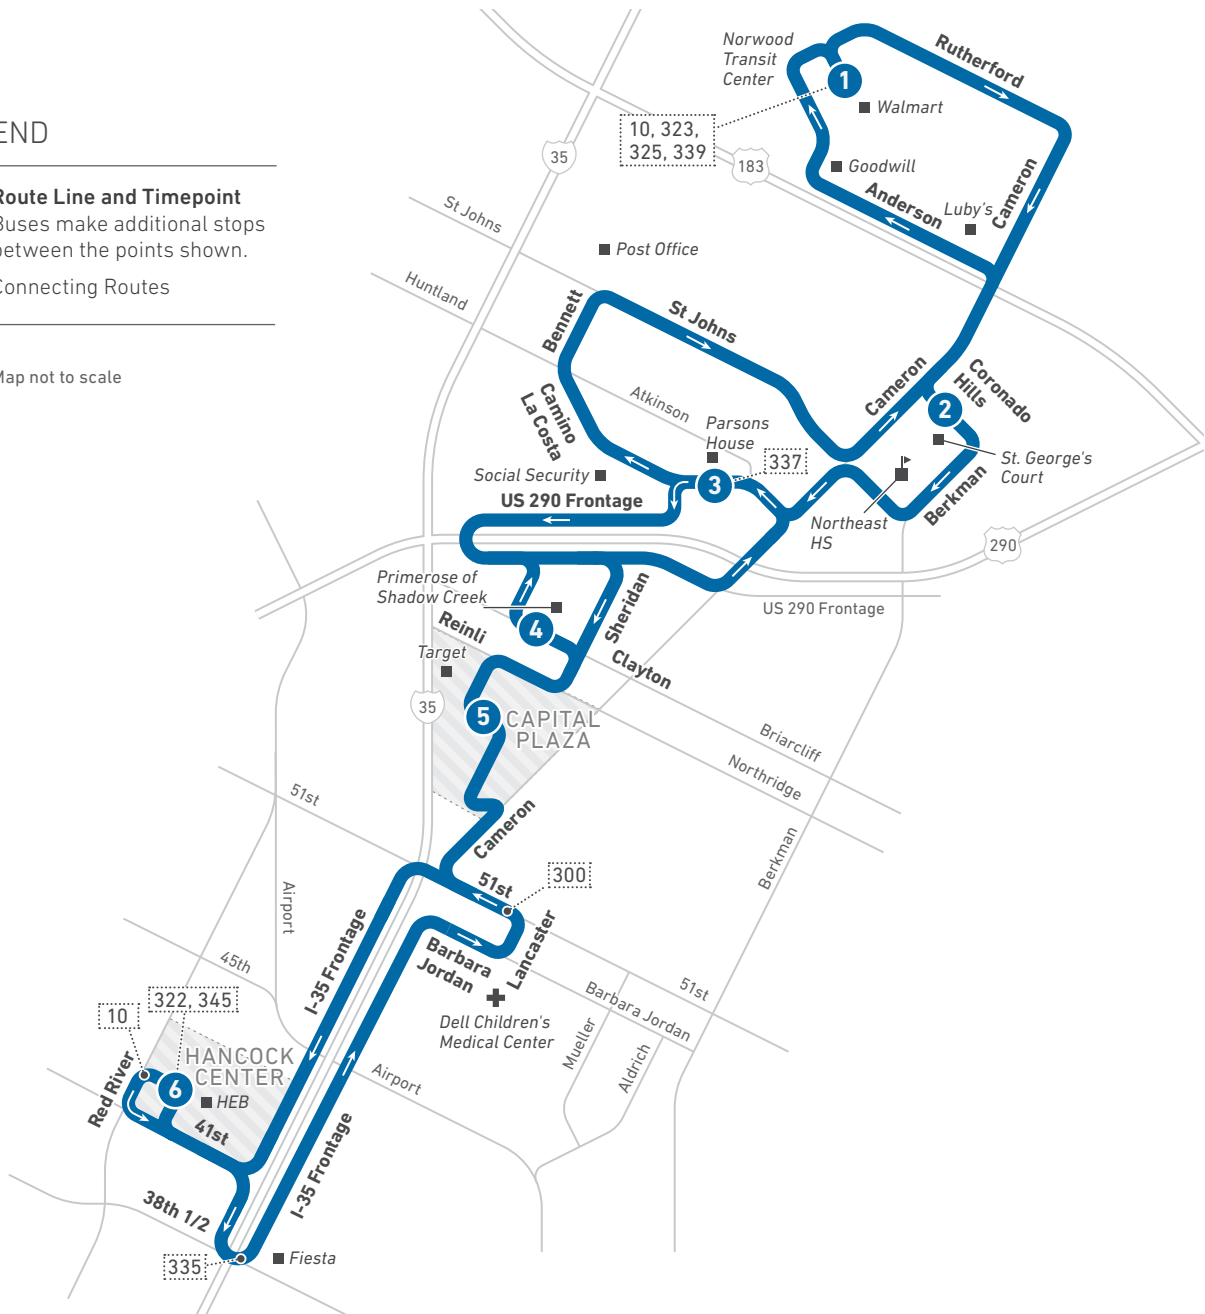 END
Route Line and Timepoint
Buses make additional stops
between the points shown.
Connecting Routes
Map not to scale
Norwood
Transit
Center
1
Walmart
Rutherford
10, 323,
325, 339
35
183
Goodwill
Anderson
Luby's
Cameron
St Johns
Post Office
Huntland
Bennett
St Johns
Camino
La Costa
Atkinson
Parsons
House
Cameron
Coronado
Hills
2
St. George's
Court
Social Security
3
337
US 290 Frontage
Northeast
HS
Berkman
290
US 290 Frontage
Primerose of
Shadow Creek
4
Sheridan
Reinli
Target
Clayton
35
5
CAPITAL
PLAZA
Briarcliff
Northridge
51st
Cameron
Berkman
300
51st
Airport
I-35 Frontage
Barbara
Jordan
Lancaster
45th
51st
Barbara Jordan
Dell Children's
Medical Center
Mueller
Aldrich
322, 345
10
HANCOCK
CENTER
Red River
6
HEB
41st
Airport
I-35 Frontage
38th 1/2
335
Fiesta